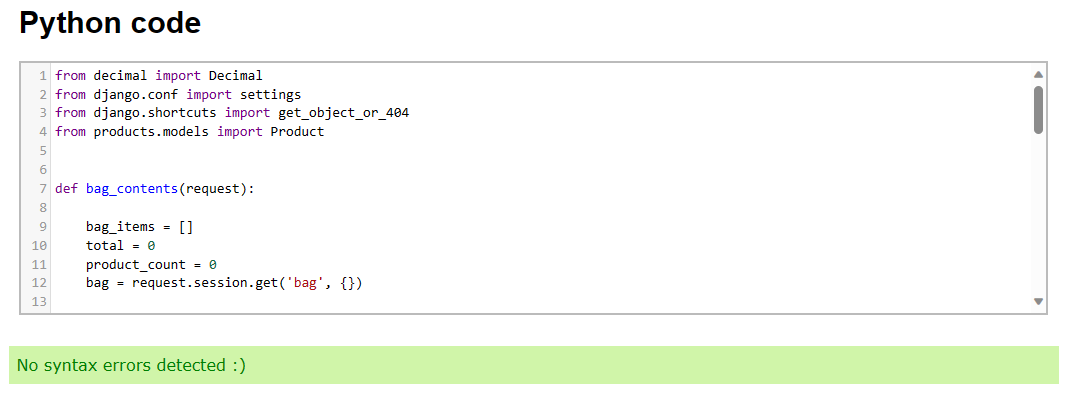 Python code
1 from decimal import Decimal
2 from django.conf import settings
3 from django.shortcuts import get_object_or_404
4 from products.models import Product
5
6
7 def bag_contents(request):
8
9     bag_items = []
10     total = 0
11     product_count = 0
12     bag = request.session.get('bag', {})
13
No syntax errors detected :)